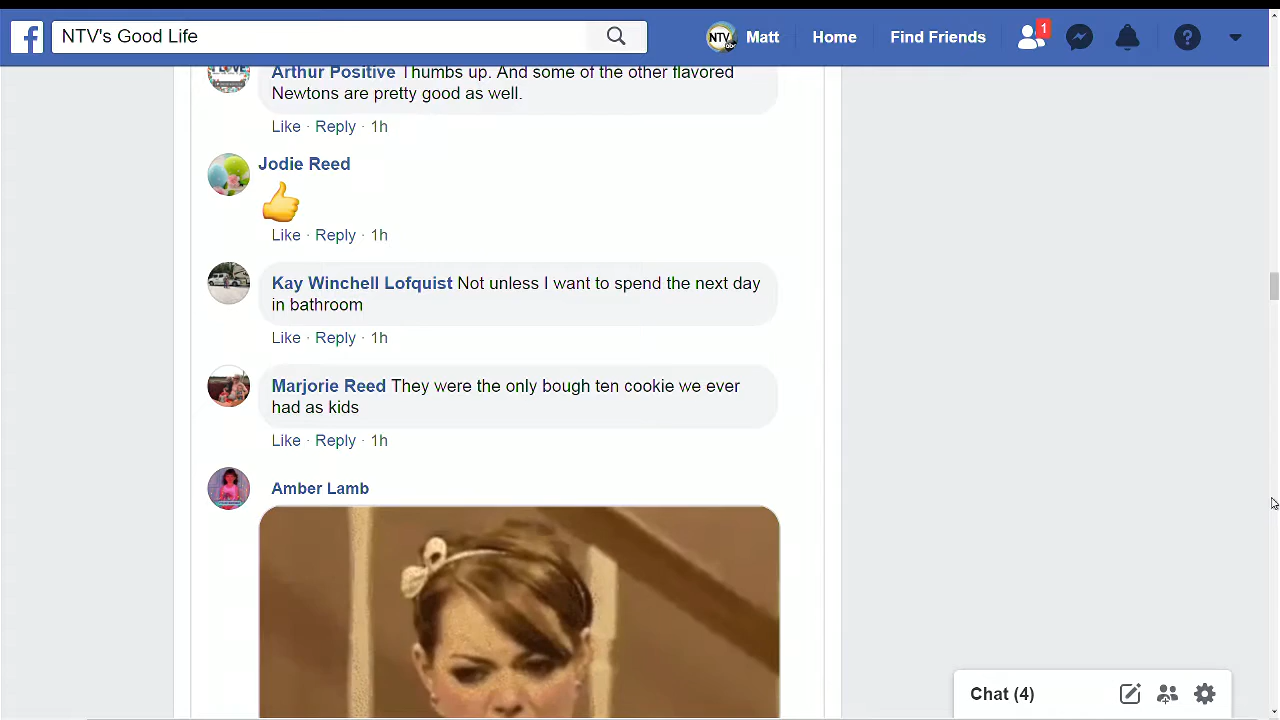 NTV's Good Life
NTV
Matt
Home
Find Friends
1
I LOVE
Arthur Positive Thumbs up. And some of the other flavored
Newtons are pretty good as well.
Like · Reply · 1h
Jodie Reed
Like · Reply · 1h
Kay Winchell Lofquist Not unless I want to spend the next day
in bathroom
Like · Reply · 1h
Marjorie Reed They were the only bough ten cookie we ever
had as kids
Like · Reply · 1h
Amber Lamb
Chat (4)